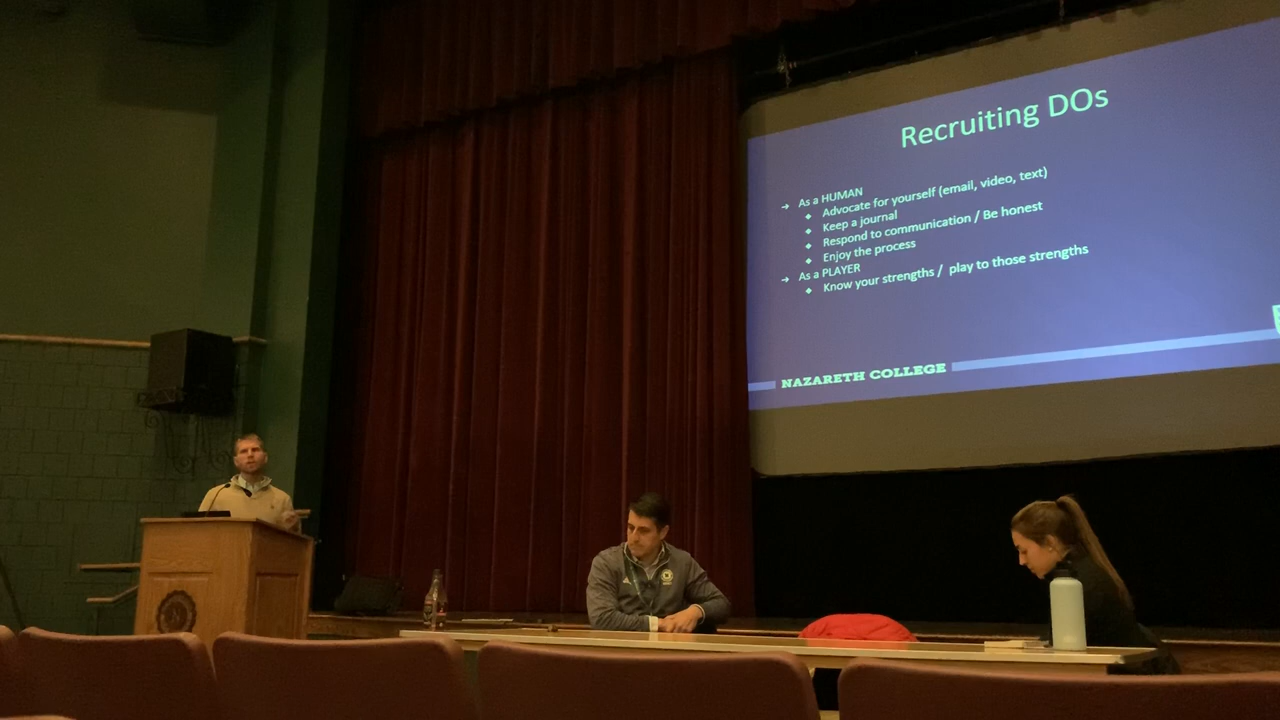 Recruiting DOs
➔ As a HUMAN
❖ Advocate for yourself (email, video, text)
❖ Keep a journal
❖ Respond to communication / Be honest
❖ Enjoy the process
➔ As a PLAYER
❖ Know your strengths / play to those strengths
NAZARETH COLLEGE